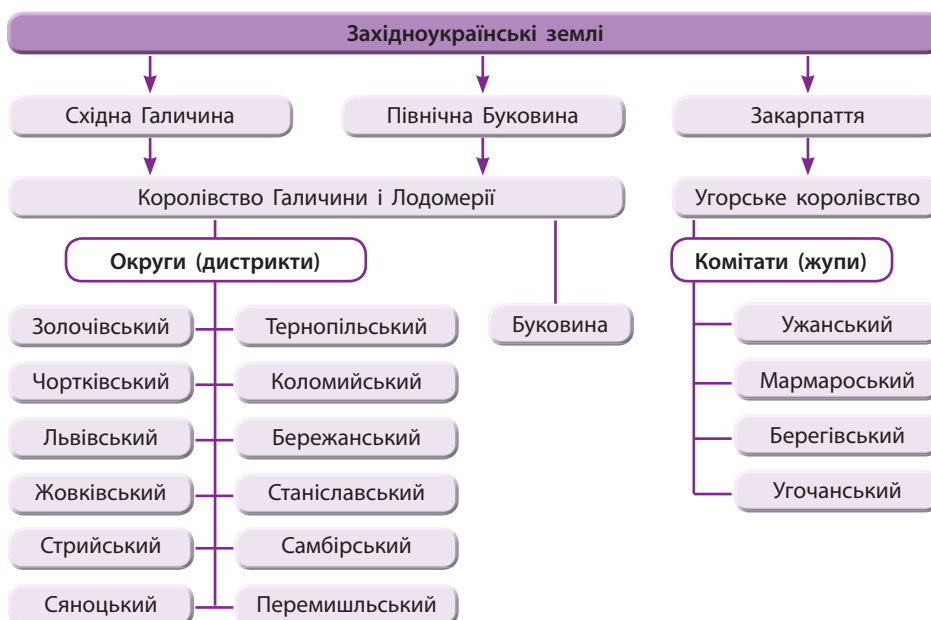 Західноукраїнські землі
Східна Галичина
Північна Буковина
Закарпаття
Королівство Галичини і Лодомерії
Угорське королівство
Округи (дистрикти)
Комітати (жупи)
Золочівський
Тернопільський
Буковина
Ужанський
Чортківський
Коломийський
Мармароський
Львівський
Бережанський
Берегівський
Жовківський
Станіславський
Угочанський
Стрийський
Самбірський
Сяноцький
Перемишльський